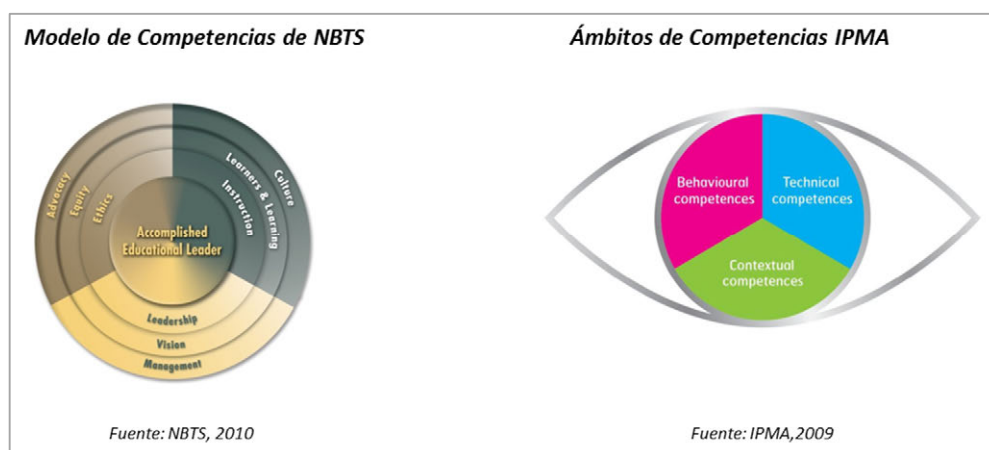 Modelo de Competencias de NBTS
Advocacy
Equity
Ethics
Culture
Learners & Learning
Instruction
Accomplished
Educational Leader
Leadership
Vision
Management
Fuente: NBTS, 2010
Ámbitos de Competencias IPMA
Behavioural
competences
Technical
competences
Contextual
competences
Fuente: IPMA,2009